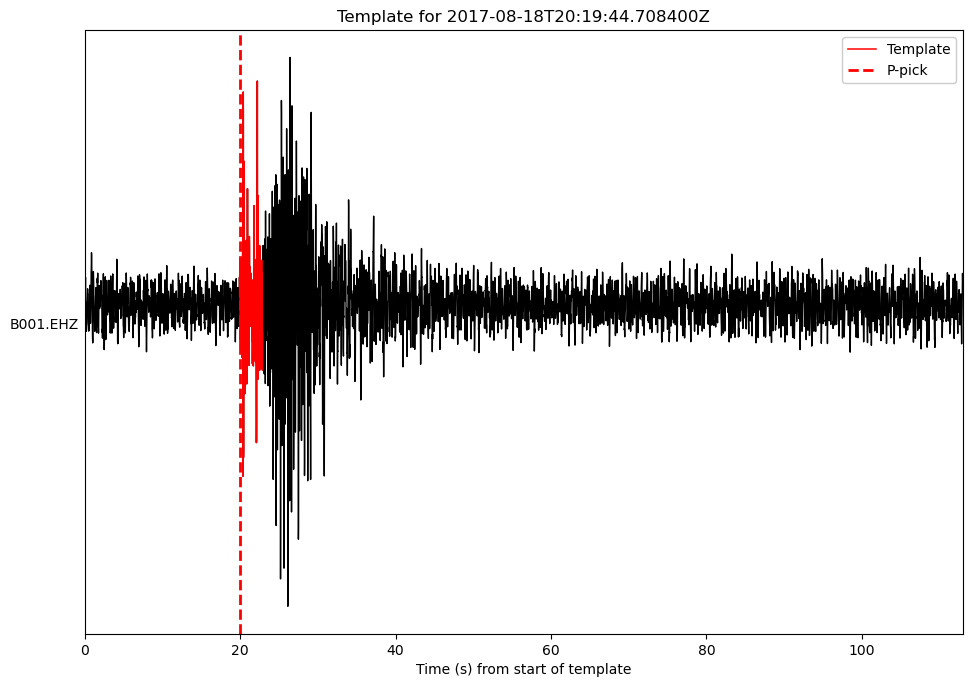 Template for 2017-08-18T20:19:44.708400Z
Template
P-pick
B001.EHZ
0 20 40 60 80 100
Time (s) from start of template